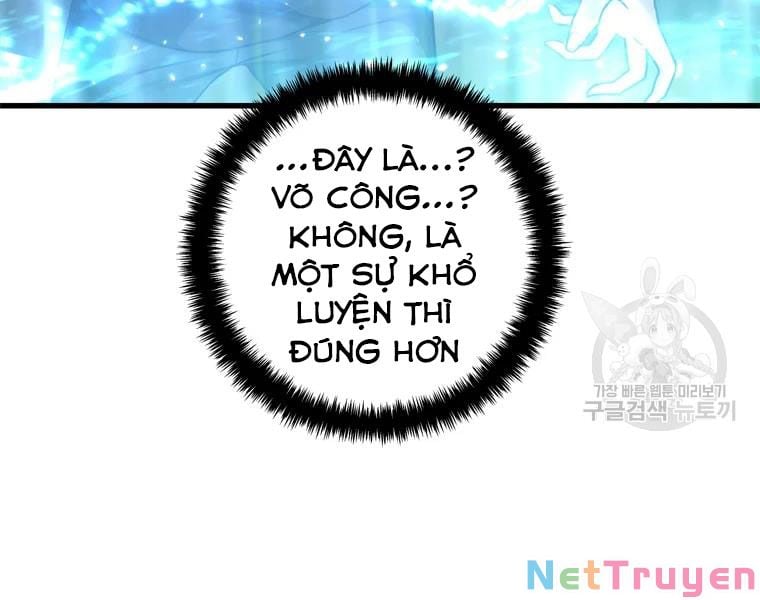 ...ĐÂY LÀ...?
VÕ CÔNG...?
KHÔNG, LÀ
MỘT SỰ KHỔ
LUYỆN THÌ
ĐÚNG HƠN
가장 빠른 웹툰 미리보기
구글검색 뉴토끼
NetTruyen